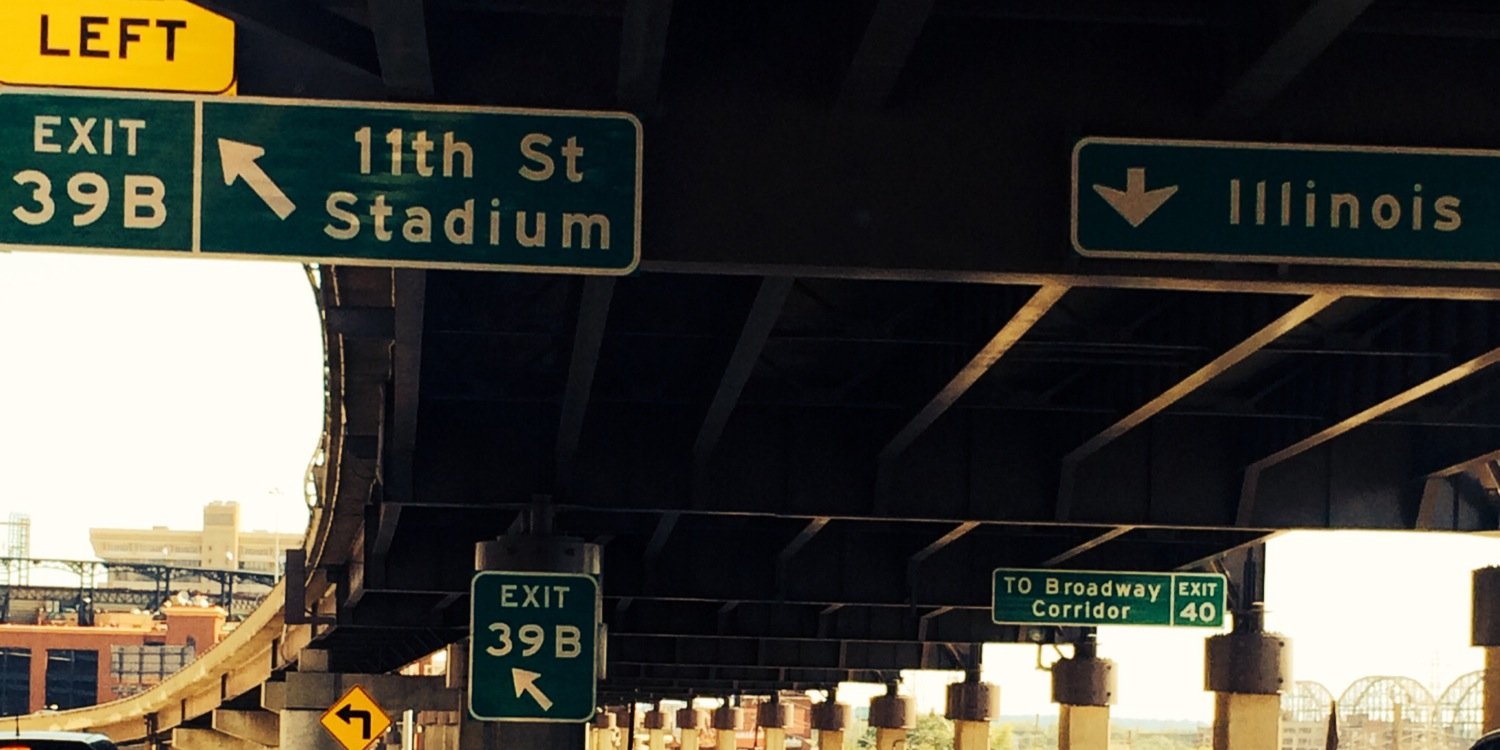 LEFT
EXIT
39B
11th St
Stadium
Illinois
EXIT
39B
TO Broadway
Corridor
EXIT
40